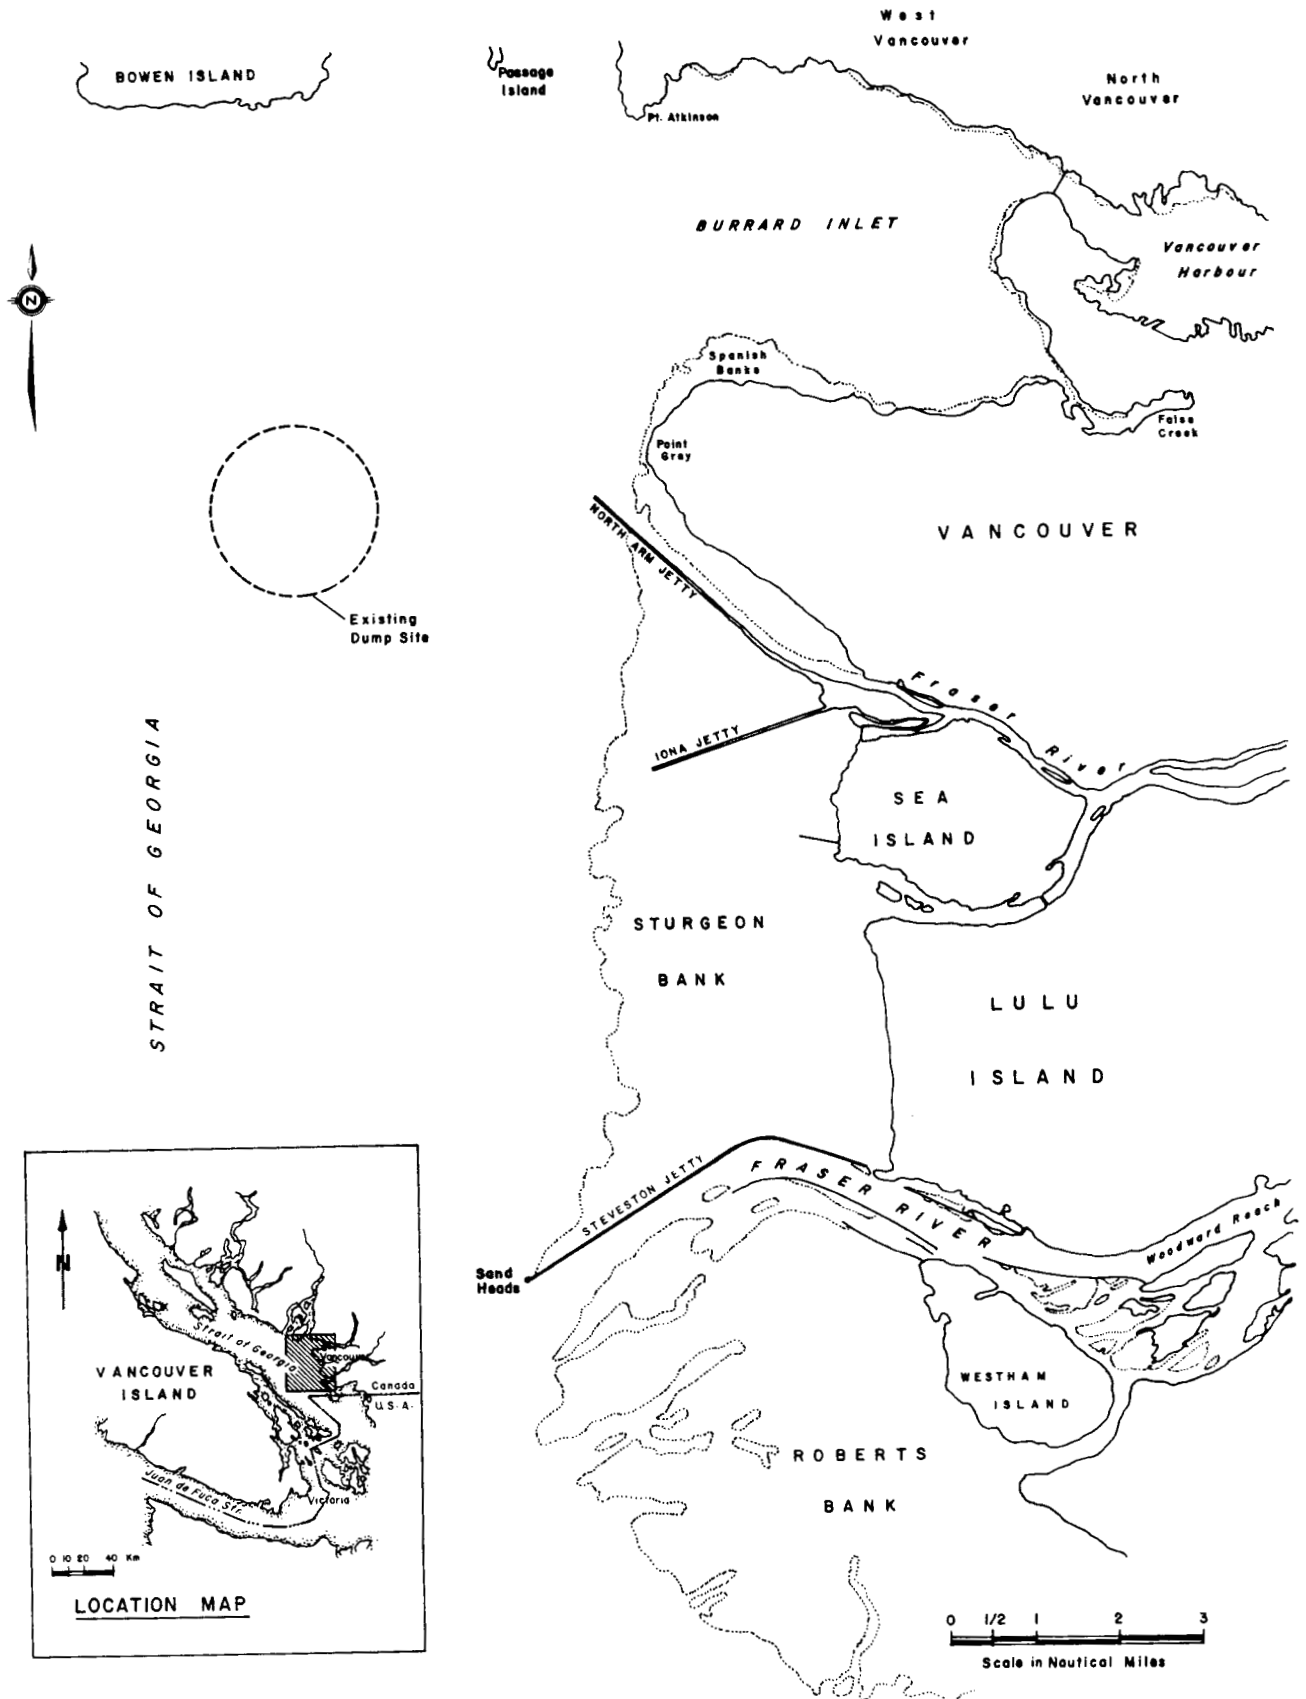 West
Vancouver
BOWEN ISLAND
Passage
Island
North
Vancouver
Pt. Atkinson
BURRARD INLET
Vancouver
Harbour
N
Spanish
Banks
False
Creek
Point
Grey
NORTH ARM JETTY
VANCOUVER
Existing
Dump Site
Fraser River
IONA JETTY
STRAIT OF GEORGIA
SEA
ISLAND
STURGEON
BANK
LULU
ISLAND
STEVESTON JETTY
FRASER RIVER
Woodward Reach
Sand
Heads
WESTHAM
ISLAND
ROBERTS
BANK
N
Strait of Georgia
Vancouver
VANCOUVER
ISLAND
Canada
U.S.A.
Juan de Fuca Str.
Victoria
0 10 20 40 Km
LOCATION MAP
0 1/2 1 2 3
Scale in Nautical Miles